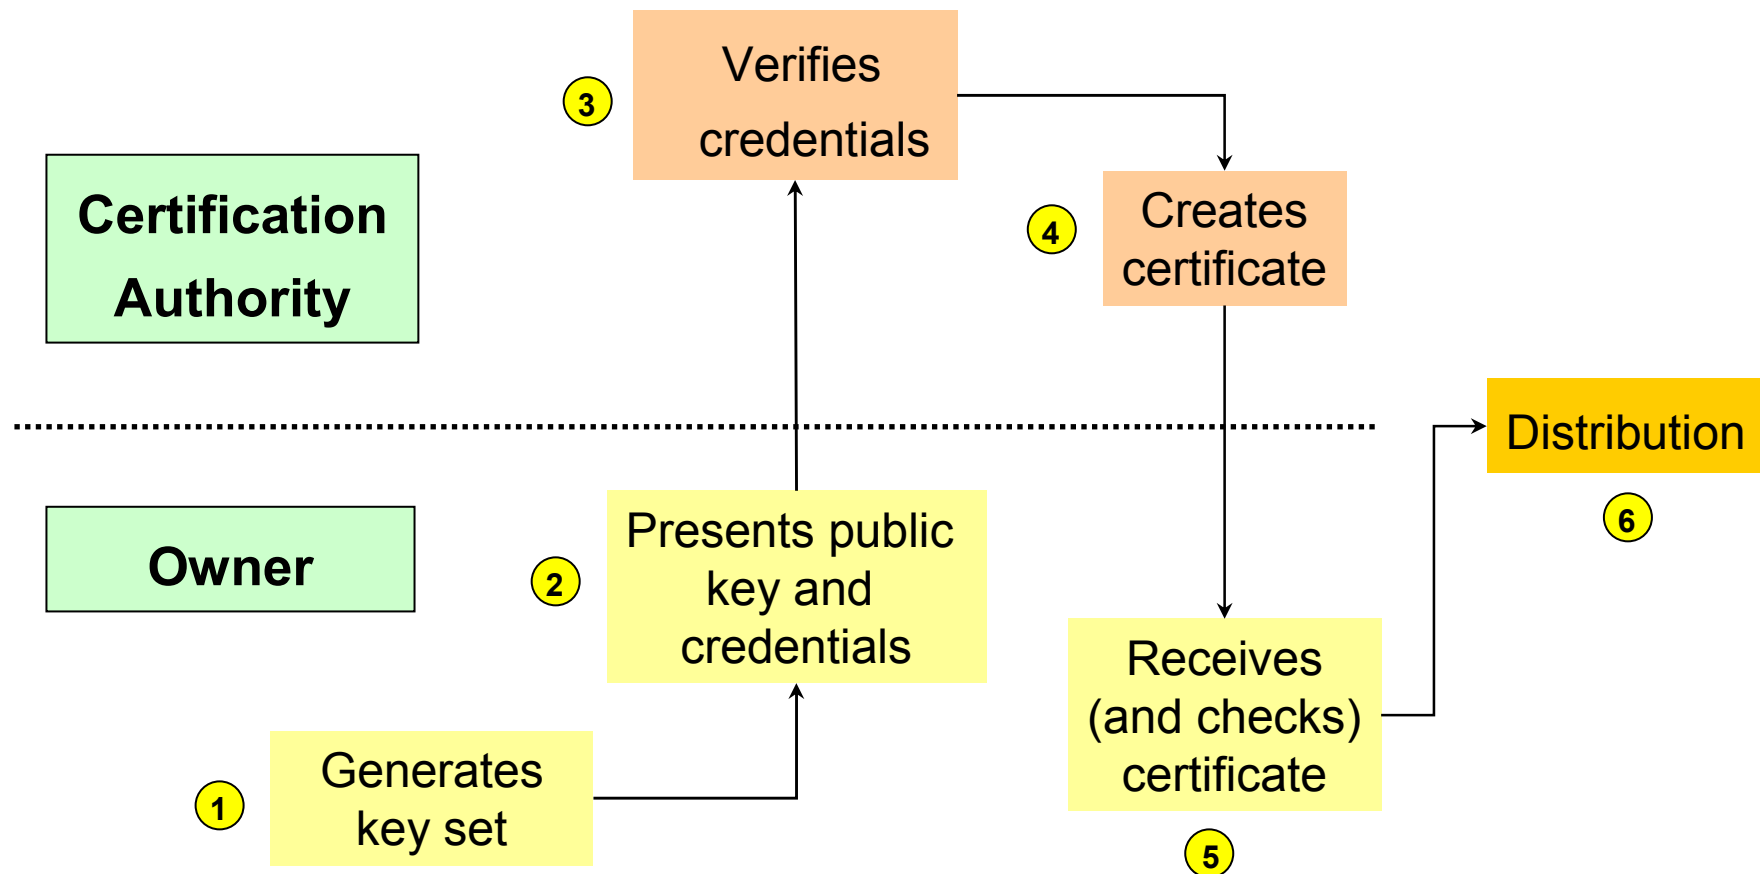 Verifies
credentials
3
Certification
Authority
Creates
certificate
4
Distribution
6
Owner
Presents public
key and
credentials
2
Receives
(and checks)
certificate
5
Generates
key set
1